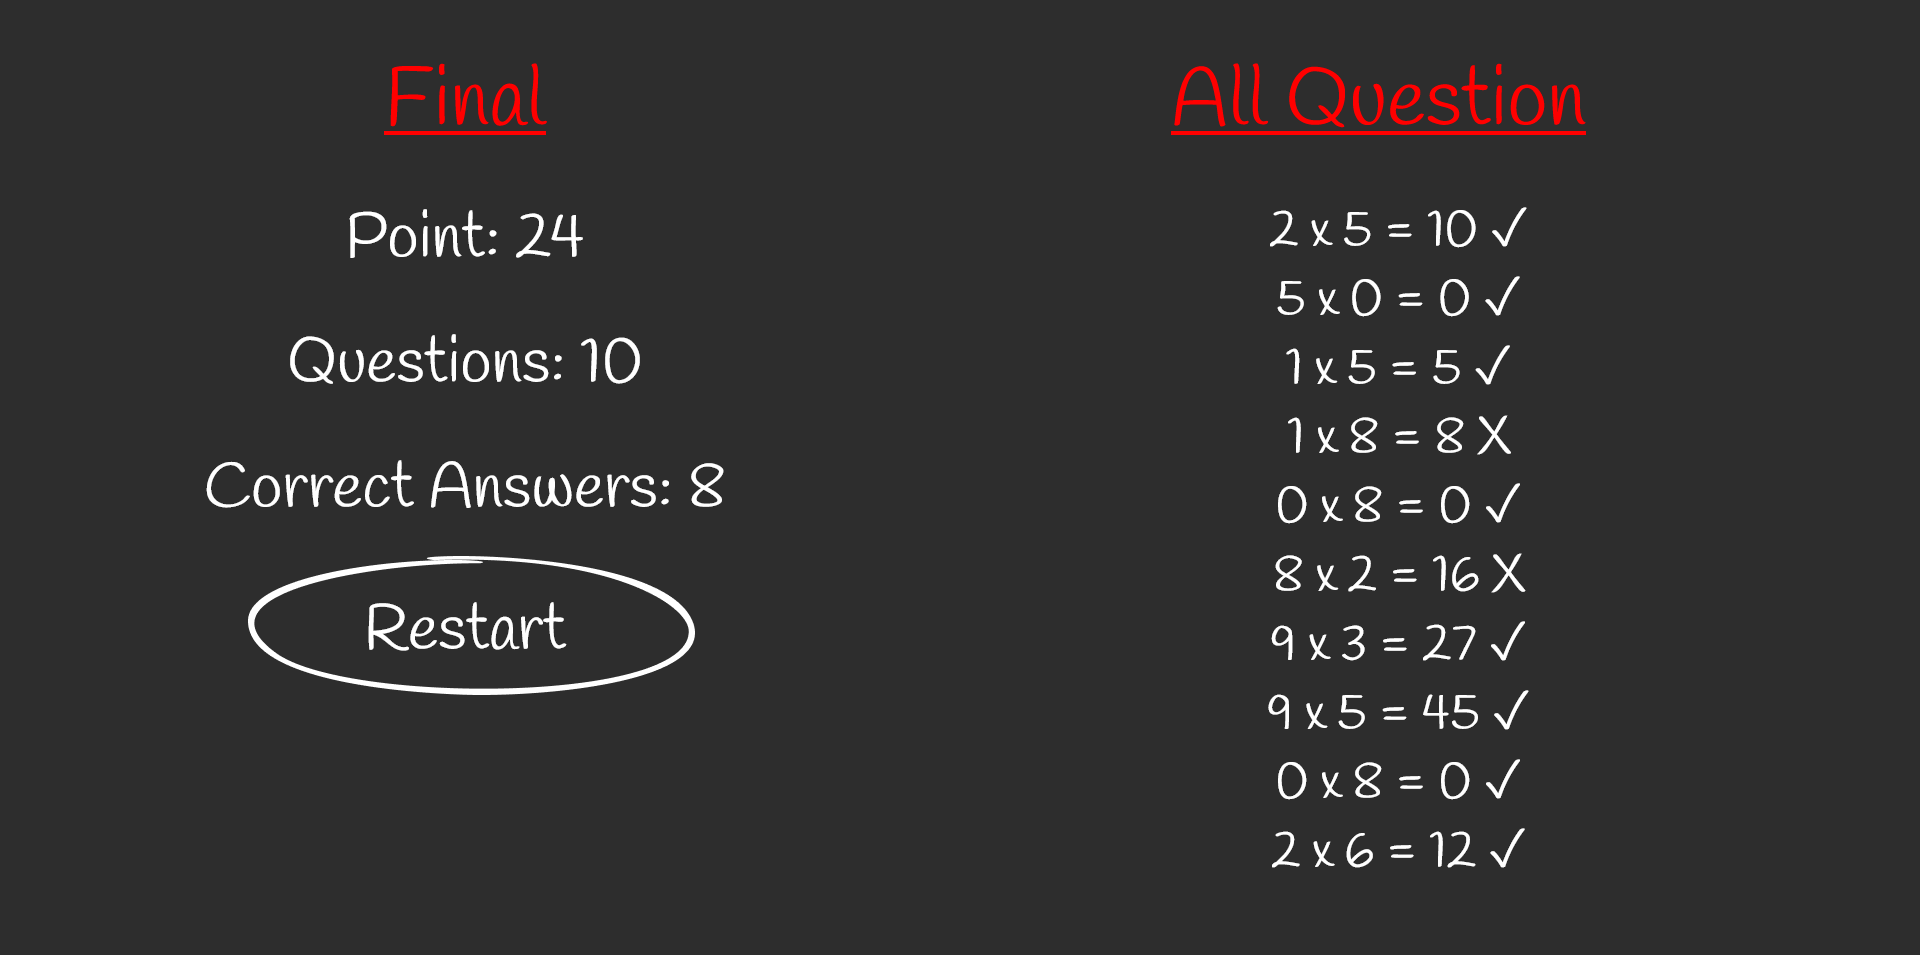 Final
Point: 24
Questions: 10
Correct Answers: 8
Restart
All Question
2 x 5 = 10 ✓
5 x 0 = 0 ✓
1 x 5 = 5 ✓
1 x 8 = 8 X
0 x 8 = 0 ✓
8 x 2 = 16 X
9 x 3 = 27 ✓
9 x 5 = 45 ✓
0 x 8 = 0 ✓
2 x 6 = 12 ✓